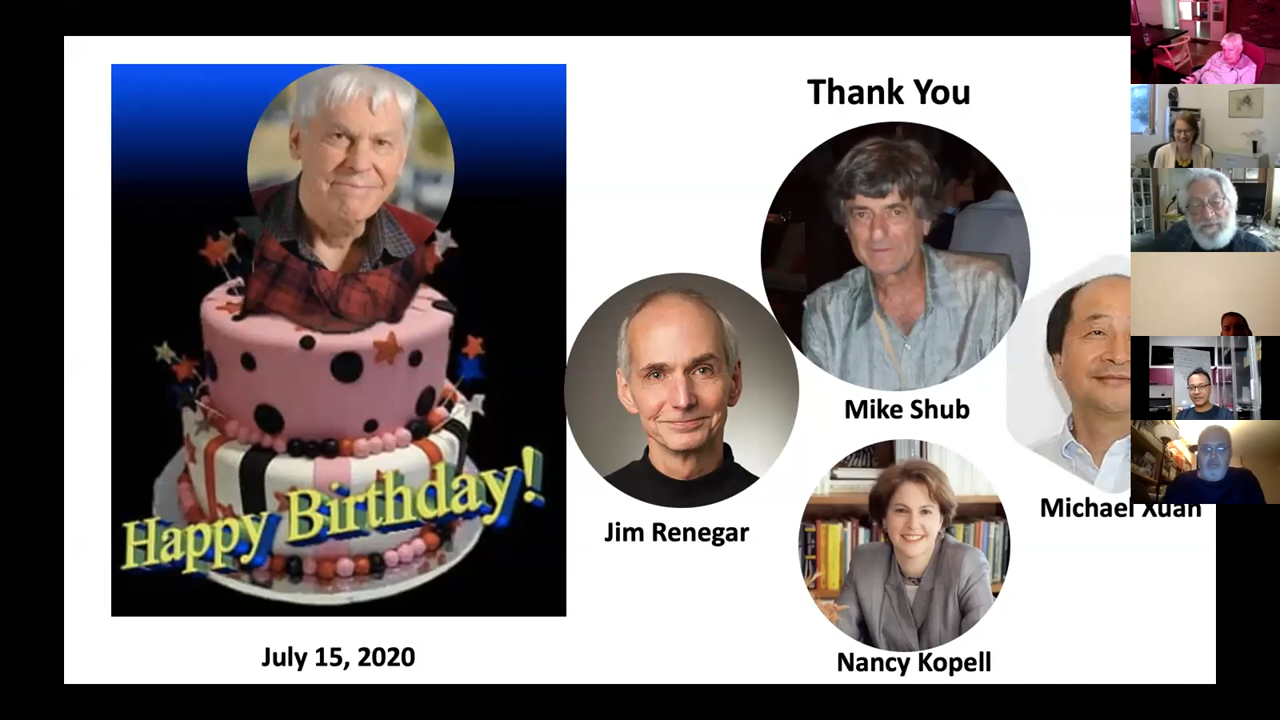 Happy Birthday!
July 15, 2020
Thank You
Mike Shub
Jim Renegar
Michael Xuan
Nancy Kopell